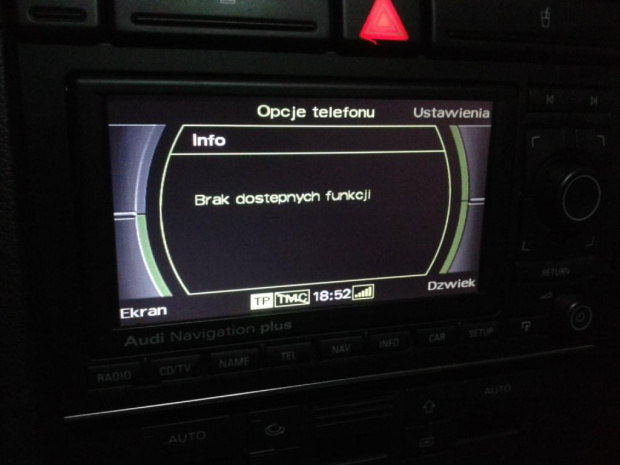 Opcje telefonu
Ustawienia
Info
Brak dostepnych funkcji
TP TMC 18:52
Ekran
Dzwiek
Audi Navigation plus
RETURN
RADIO CD/TV NAME TEL NAV INFO CAR SETUP
AUTO
AUTO